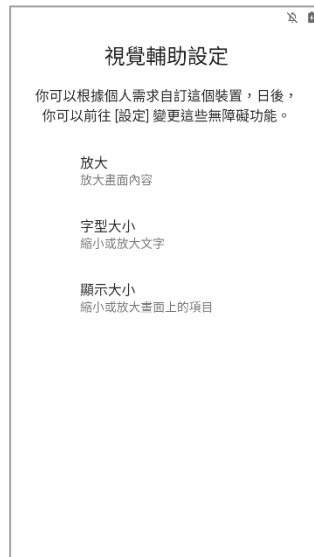 視覺輔助設定
你可以根據個人需求自訂這個裝置，日後，
你可以前往 [設定] 變更這些無障礙功能。
放大
放大畫面內容
字型大小
縮小或放大文字
顯示大小
縮小或放大畫面上的項目